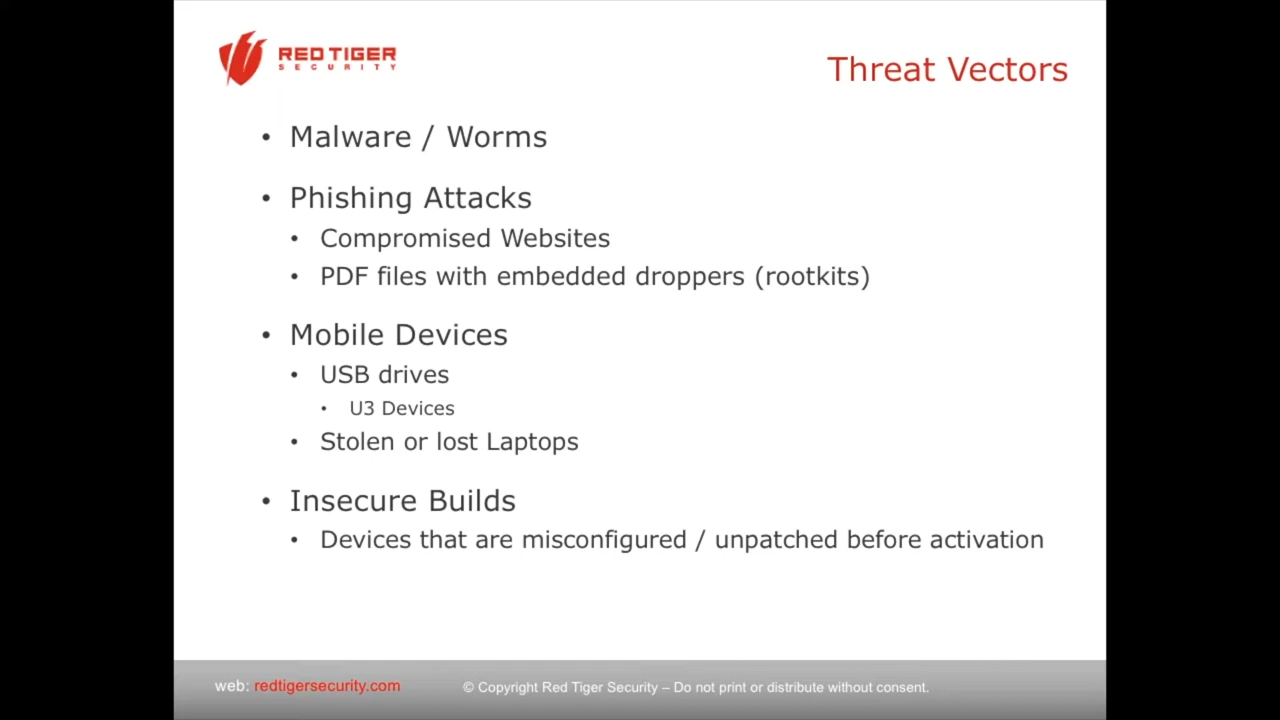 RED TIGER
SECURITY
Threat Vectors
• Malware / Worms
• Phishing Attacks
• Compromised Websites
• PDF files with embedded droppers (rootkits)
• Mobile Devices
• USB drives
• U3 Devices
• Stolen or lost Laptops
• Insecure Builds
• Devices that are misconfigured / unpatched before activation
web: redtigersecurity.com
© Copyright Red Tiger Security – Do not print or distribute without consent.